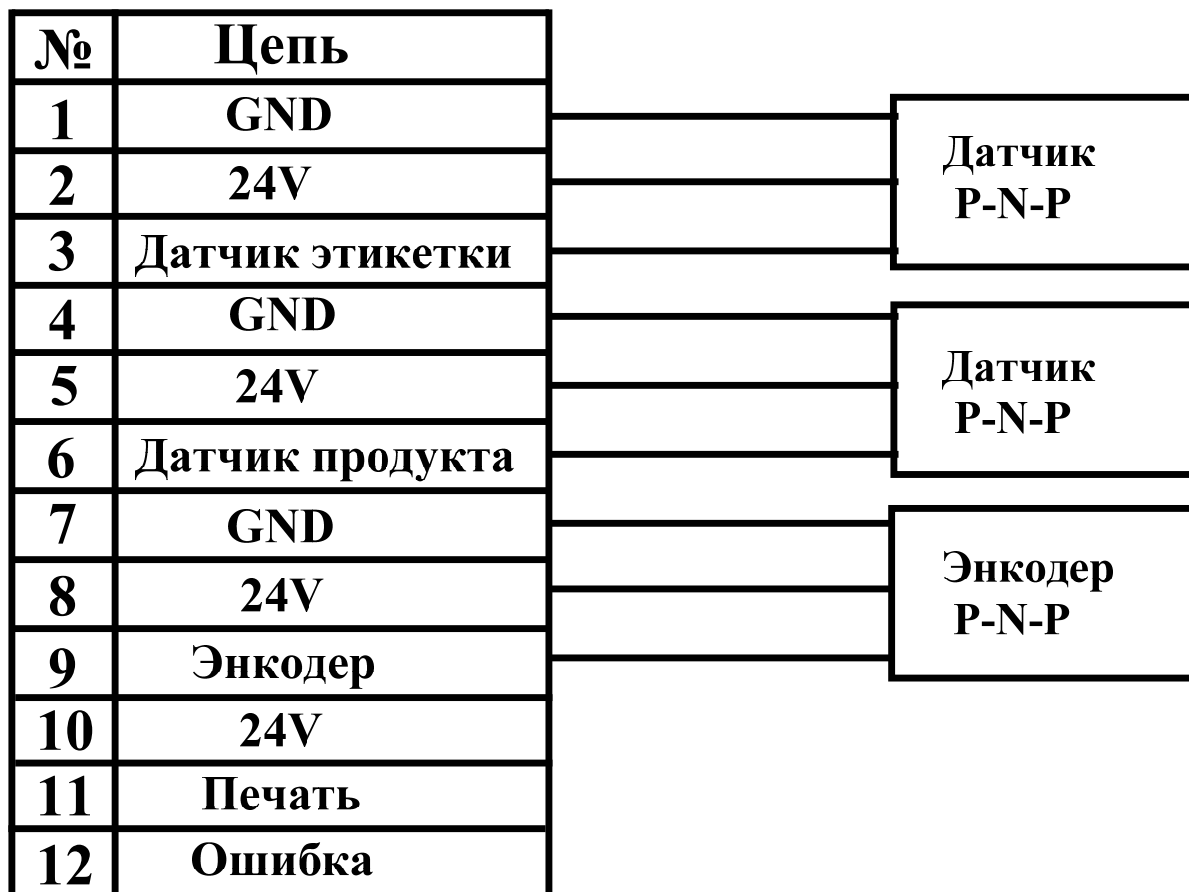 № Цепь
1 GND
2 24V
3 Датчик этикетки
4 GND
5 24V
6 Датчик продукта
7 GND
8 24V
9 Энкодер
10 24V
11 Печать
12 Ошибка
Датчик
P-N-P
Датчик
P-N-P
Энкодер
P-N-P